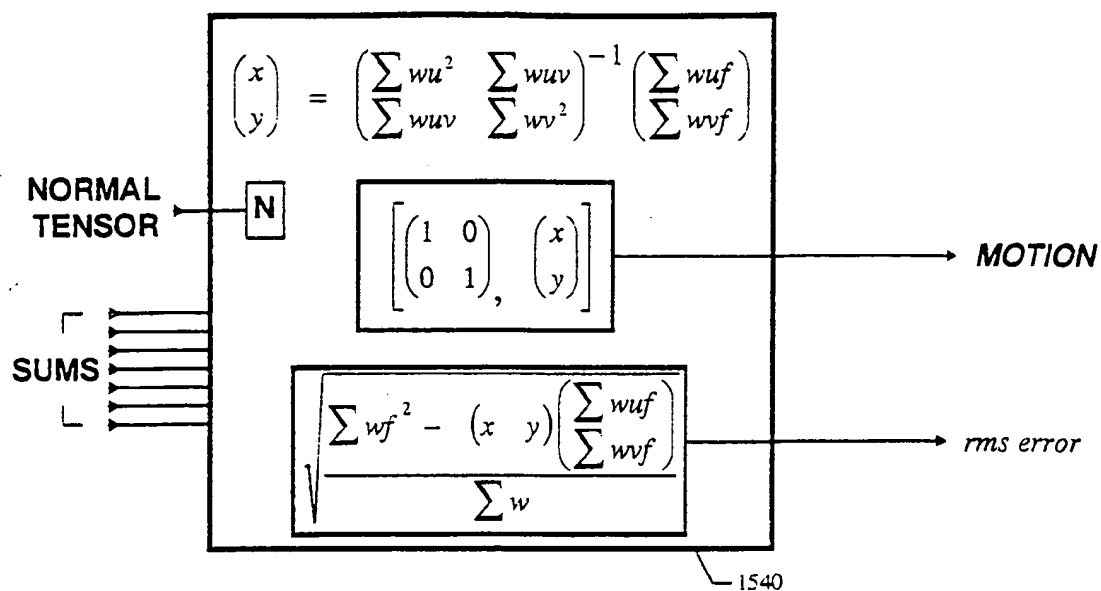 (x y) = (∑ wu² ∑ wuv ∑ wuv ∑ wv²)⁻¹ (∑ wuf ∑ wvf)
NORMAL
TENSOR
N
[(1 0 0 1), (x y)]
MOTION
SUMS
√((∑ wf² - (x y)(∑ wuf ∑ wvf)) / ∑ w)
rms error
1540